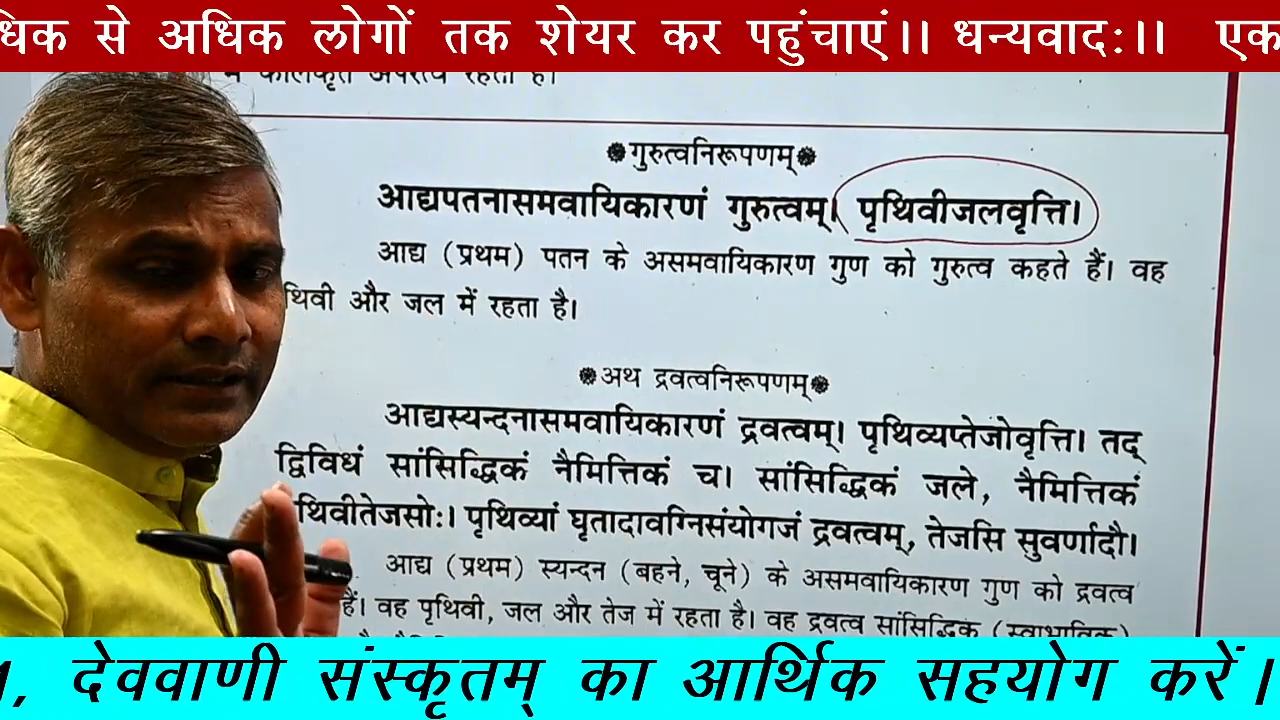 धिक से अधिक लोगों तक शेयर कर पहुंचाएं।। धन्यवादः।। एक
में कालकृत अपरत्व रहता है।
गुरुत्वनिरूपणम्
आद्यपतनासमवायिकारणं गुरुत्वम्। पृथिवीजलवृत्ति।
आद्य (प्रथम) पतन के असमवायिकारण गुण को गुरुत्व कहते हैं। वह
थिवी और जल में रहता है।
अथ द्रवत्वनिरूपणम्
आद्यस्यन्दनासमवायिकारणं द्रवत्वम्। पृथिव्यप्तेजोवृत्ति। तद्
द्विविधं सांसिद्धिकं नैमित्तिकं च। सांसिद्धिकं जले, नैमित्तिकं
थिवीतेजसोः। पृथिव्यां घृतादावग्निसंयोगजं द्रवत्वम्, तेजसि सुवर्णादौ।
आद्य (प्रथम) स्यन्दन (बहने, चूने) के असमवायिकारण गुण को द्रवत्व
हैं। वह पृथिवी, जल और तेज में रहता है। वह द्रवत्व सांसिद्धिक (स्वाभाविक)
, देववाणी संस्कृतम् का आर्थिक सहयोग करें।